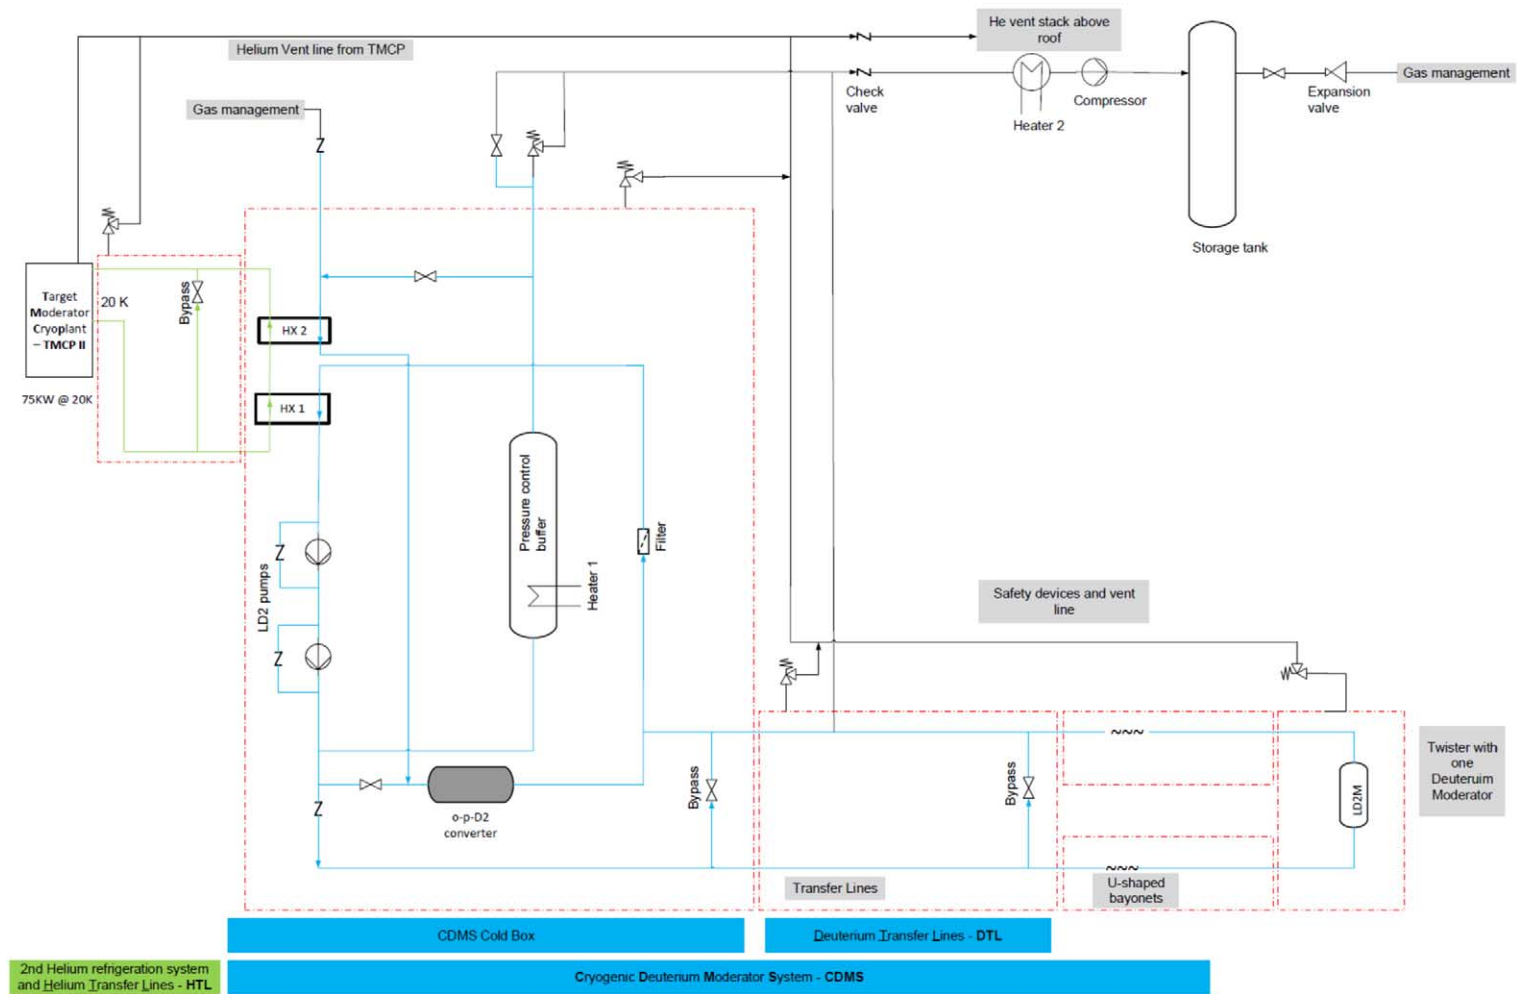 He vent stack above
roof
Helium Vent line from TMCP
Gas management
Check
valve
Heater 2
Compressor
Expansion
valve
Gas management
Storage tank
Target
Moderator
Cryoplant
– TMCP II
20 K
Bypass
75KW @ 20K
HX 2
HX 1
Pressure control
buffer
Heater 1
Filter
LD2 pumps
Z
Z
Z
Z
Safety devices and vent
line
o-p-D2
converter
Bypass
Bypass
~~~
~~~
LD2M
Twister with
one
Deuteruim
Moderator
Transfer Lines
U-shaped
bayonets
CDMS Cold Box
Deuterium Transfer Lines - DTL
2nd Helium refrigeration system
and Helium Transfer Lines - HTL
Cryogenic Deuterium Moderator System - CDMS